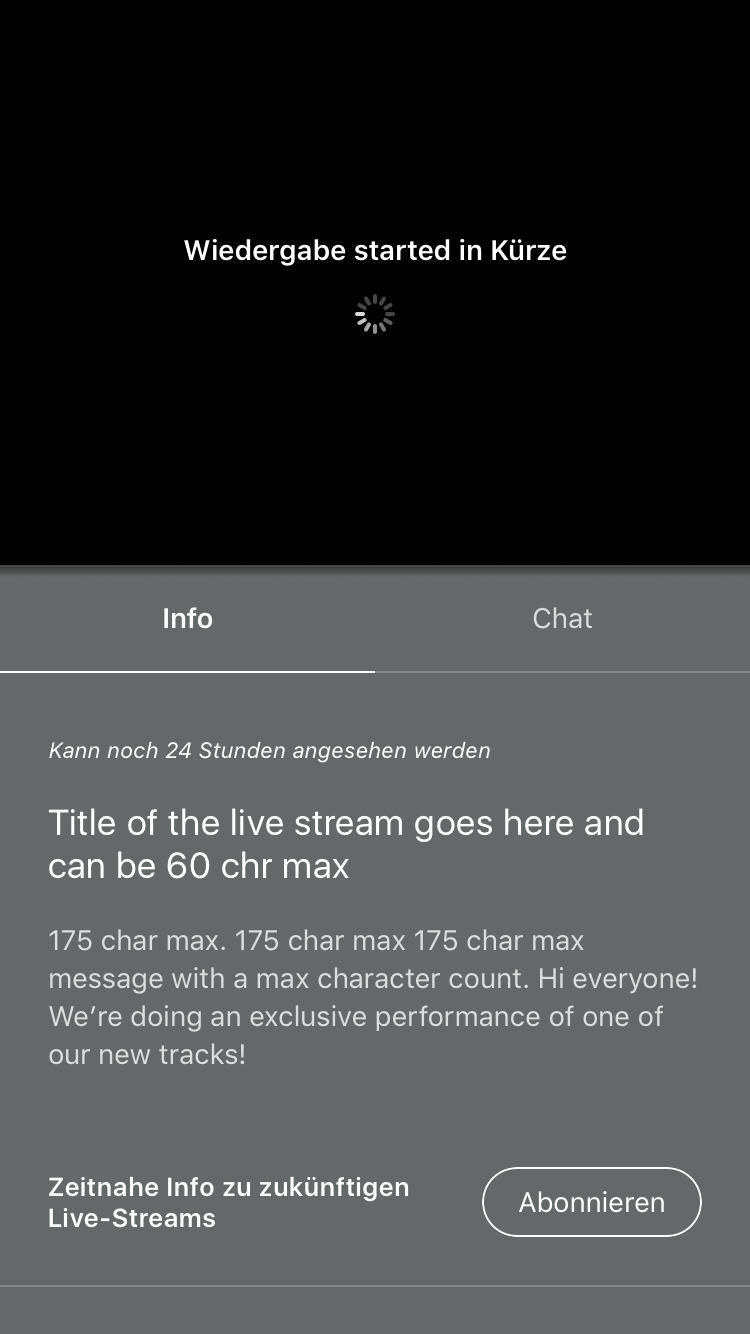 Wiedergabe started in Kürze
Info
Chat
Kann noch 24 Stunden angesehen werden
Title of the live stream goes here and
can be 60 chr max
175 char max. 175 char max 175 char max
message with a max character count. Hi everyone!
We’re doing an exclusive performance of one of
our new tracks!
Zeitnahe Info zu zukünftigen
Live-Streams
Abonnieren